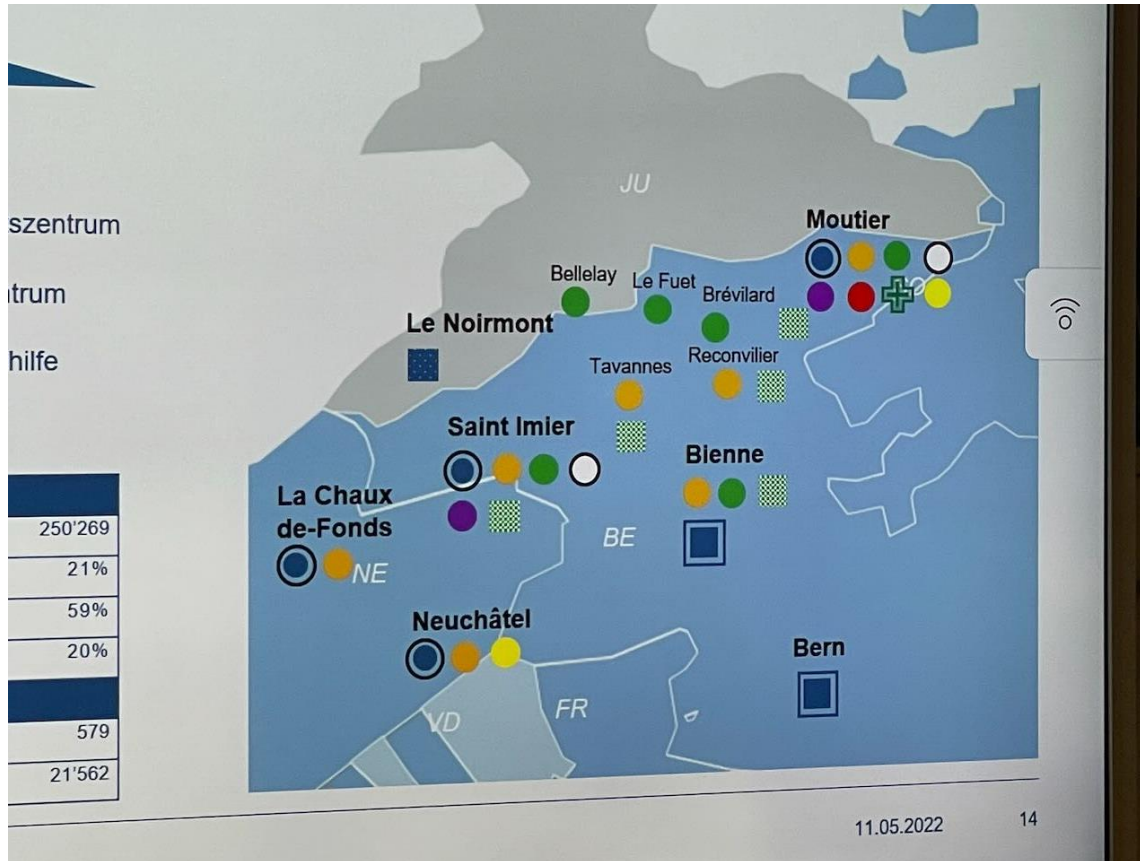 szentrum
trum
hilfe
250'269
21%
59%
20%
579
21'562
JU
Moutier
Bellelay
Le Fuet
Brévilard
Le Noirmont
Tavannes
Reconvilier
Saint Imier
Bienne
La Chaux
de-Fonds
BE
NE
Neuchâtel
Bern
VD
FR
11.05.2022
14